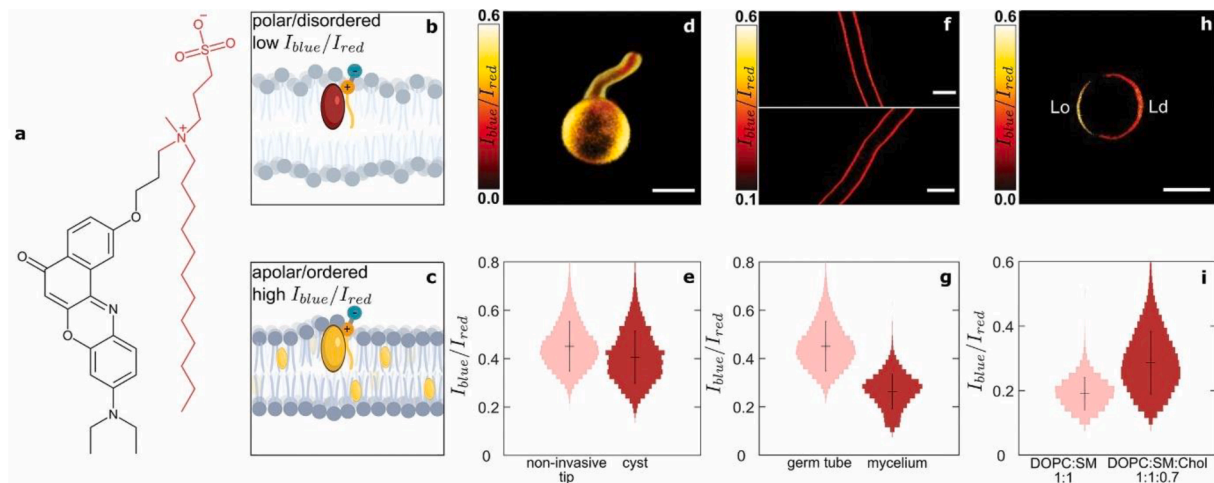 a
O⁻
O
S
O
N⁺
O
O
N
O
N
b
polar/disordered
low I_blue/I_red
−
+
c
apolar/ordered
high I_blue/I_red
−
+
0.6
I_blue/I_red
0.0
d
e
0.8
0.6
0.4
0.2
0
I_blue/I_red
non-invasive
tip
cyst
0.6
I_blue/I_red
0.1
f
g
0.8
0.6
0.4
0.2
0
I_blue/I_red
germ tube
mycelium
0.6
I_blue/I_red
0.0
h
Lo
Ld
i
0.6
0.4
0.2
0
I_blue/I_red
DOPC:SM
1:1
DOPC:SM:Chol
1:1:0.7